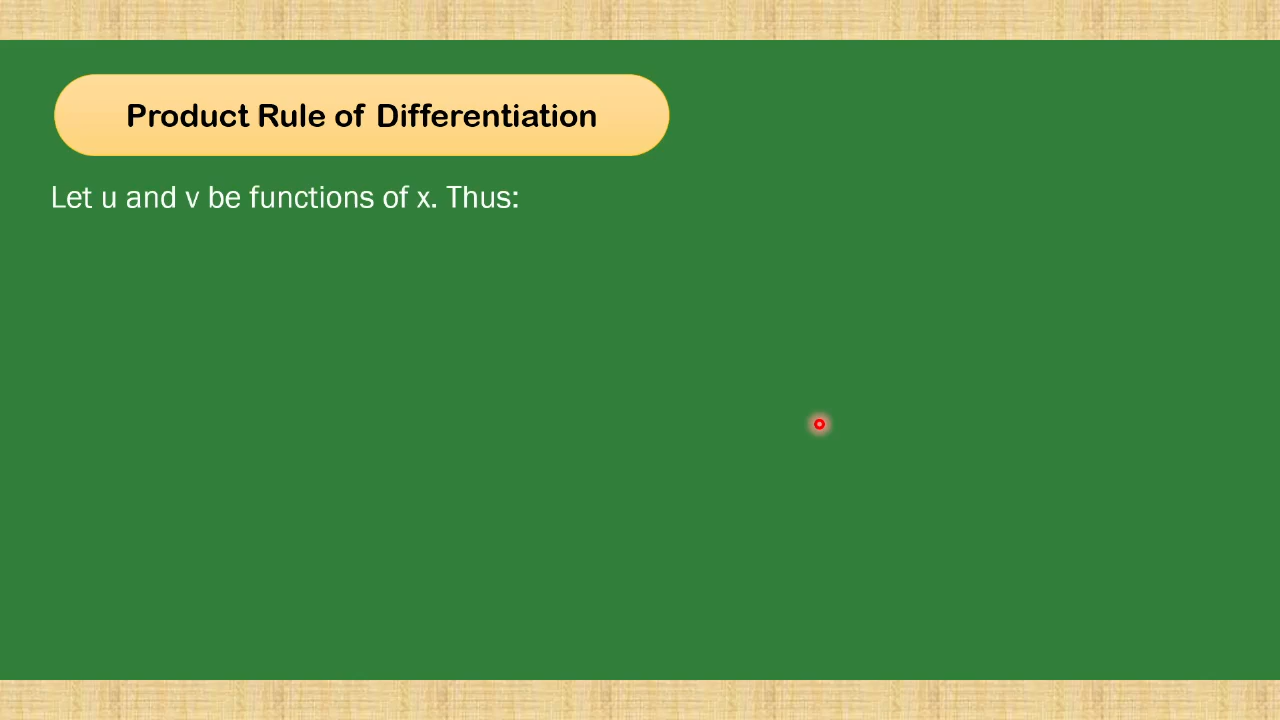 Product Rule of Differentiation
Let u and v be functions of x. Thus: